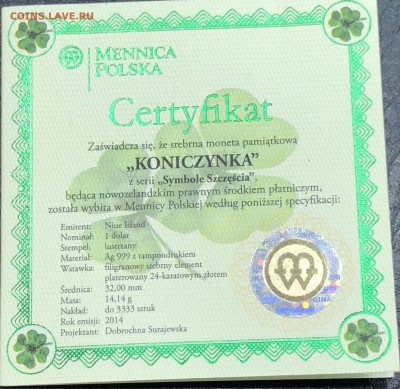 COINS.LAVE.RU
MENNICA
POLSKA
Certyfikat
Zaświadcza się, że srebrna moneta pamiątkowa
„KONICZYNKA”
z serii „Symbole Szczęścia”,
będąca nowozelandzkim prawnym środkiem płatniczym,
została wybita w Mennicy Polskiej według poniższej specyfikacji:
Emitent: Niue Island
Nominał: 1 dolar
Stempel: lustrzany
Materiał: Ag 999 z tampondrukiem
Wstawka: filigranowy srebrny element
platerowany 24-karatowym złotem
Średnica: 32,00 mm
Masa: 14,14 g
Nakład: do 3333 sztuk
Rok emisji: 2014
Projektant: Dobrochna Surajewska